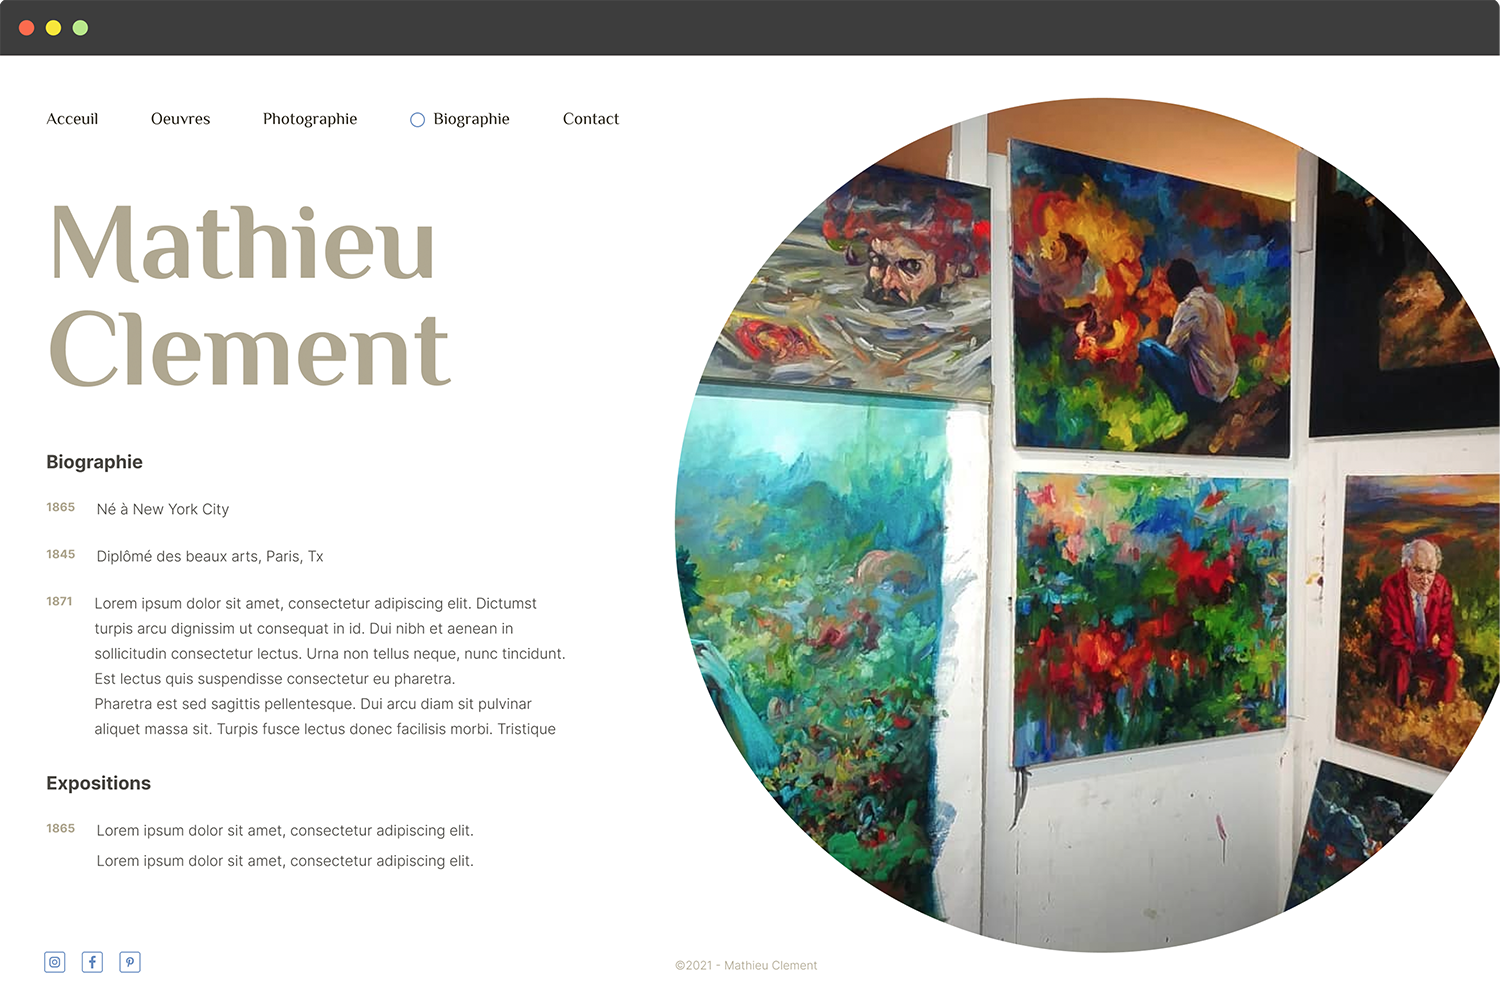 Acceuil Oeuvres Photographie Biographie Contact
Mathieu
Clement
Biographie
1865 Né à New York City
1845 Diplômé des beaux arts, Paris, Tx
1871 Lorem ipsum dolor sit amet, consectetur adipiscing elit. Dictumst
turpis arcu dignissim ut consequat in id. Dui nibh et aenean in
sollicitudin consectetur lectus. Urna non tellus neque, nunc tincidunt.
Est lectus quis suspendisse consectetur eu pharetra.
Pharetra est sed sagittis pellentesque. Dui arcu diam sit pulvinar
aliquet massa sit. Turpis fusce lectus donec facilisis morbi. Tristique
Expositions
1865 Lorem ipsum dolor sit amet, consectetur adipiscing elit.
Lorem ipsum dolor sit amet, consectetur adipiscing elit.
©2021 - Mathieu Clement